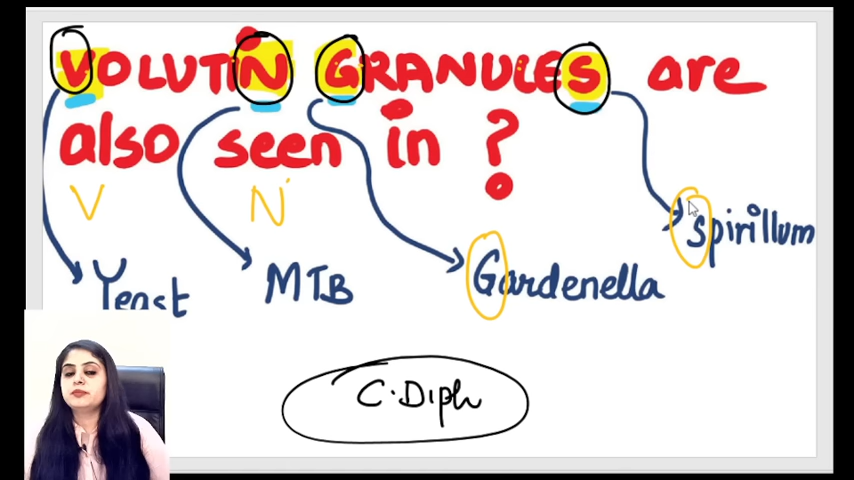 VOLUTIN GRANULES are
also seen in ?
V N
Spirillum
Yeast MTB Gardenella
C. Diph